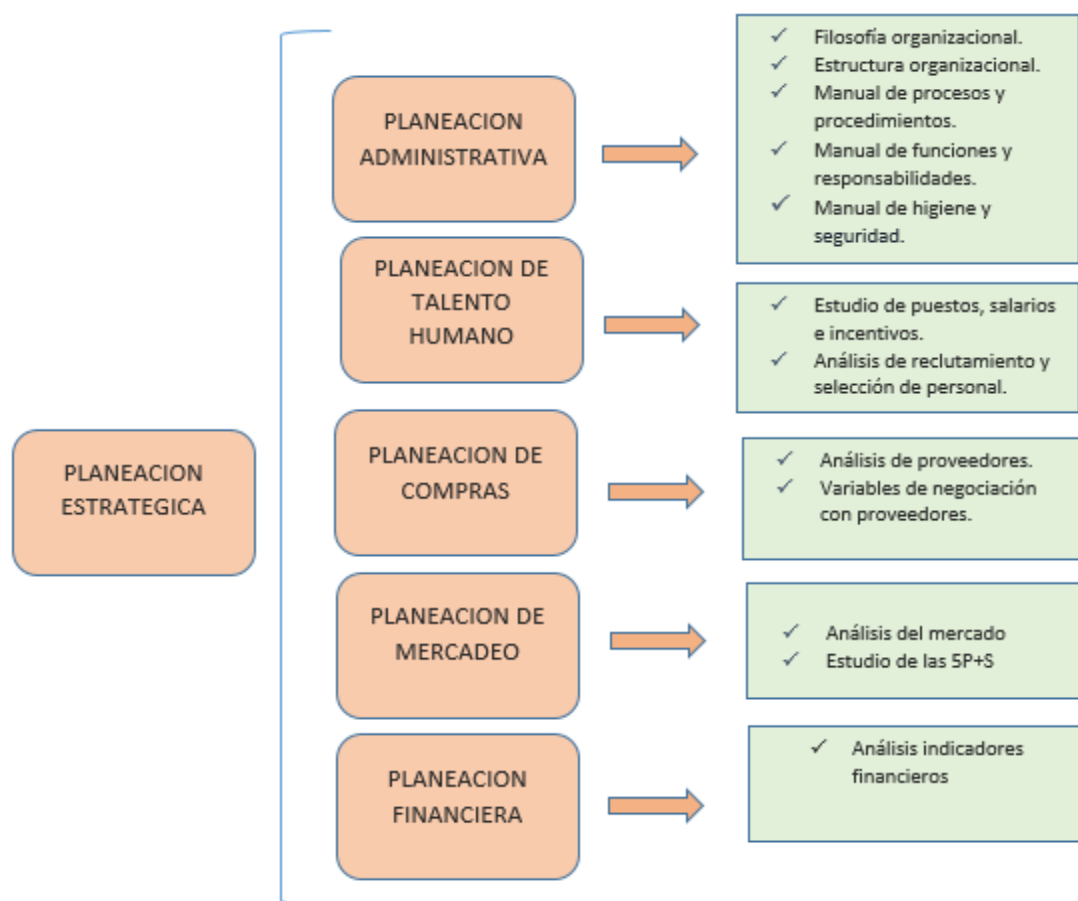 PLANEACION
ESTRATEGICA
PLANEACION
ADMINISTRATIVA
Filosofía organizacional.
Estructura organizacional.
Manual de procesos y
procedimientos.
Manual de funciones y
responsabilidades.
Manual de higiene y
seguridad.
PLANEACION DE
TALENTO
HUMANO
Estudio de puestos, salarios
e incentivos.
Análisis de reclutamiento y
selección de personal.
PLANEACION DE
COMPRAS
Análisis de proveedores.
Variables de negociación
con proveedores.
PLANEACION DE
MERCADEO
Análisis del mercado
Estudio de las 5P+S
PLANEACION
FINANCIERA
Análisis indicadores
financieros